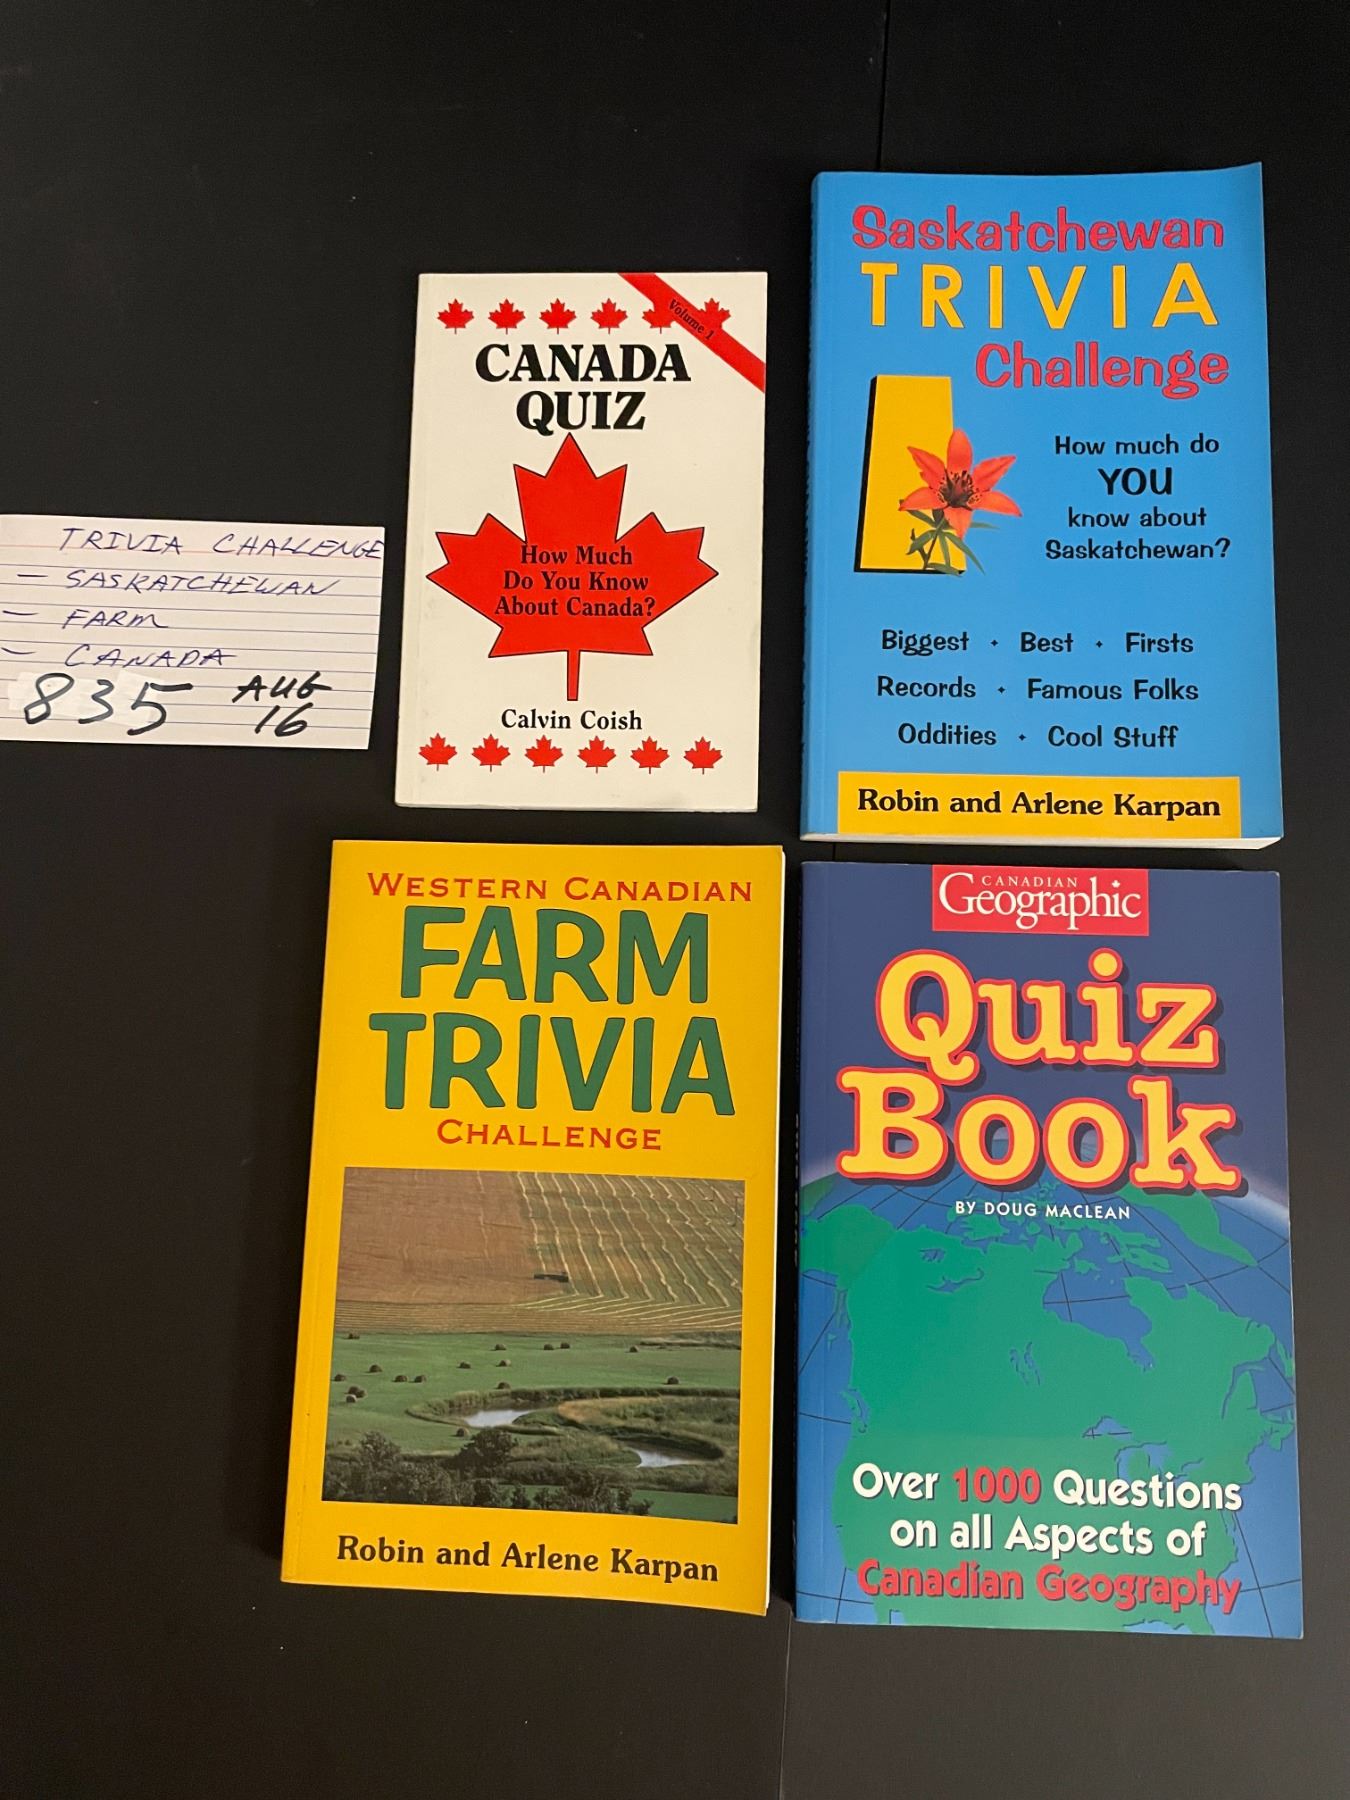 TRIVIA CHALLENGE
- SASKATCHEWAN
- FARM
- CANADA
835 AUG 16
Volume 1
CANADA
QUIZ
How Much
Do You Know
About Canada?
Calvin Coish
Saskatchewan
TRIVIA
Challenge
How much do
YOU
know about
Saskatchewan?
Biggest • Best • Firsts
Records • Famous Folks
Oddities • Cool Stuff
Robin and Arlene Karpan
WESTERN CANADIAN
FARM
TRIVIA
CHALLENGE
Robin and Arlene Karpan
CANADIAN
Geographic
Quiz
Book
BY DOUG MACLEAN
Over 1000 Questions
on all Aspects of
Canadian Geography